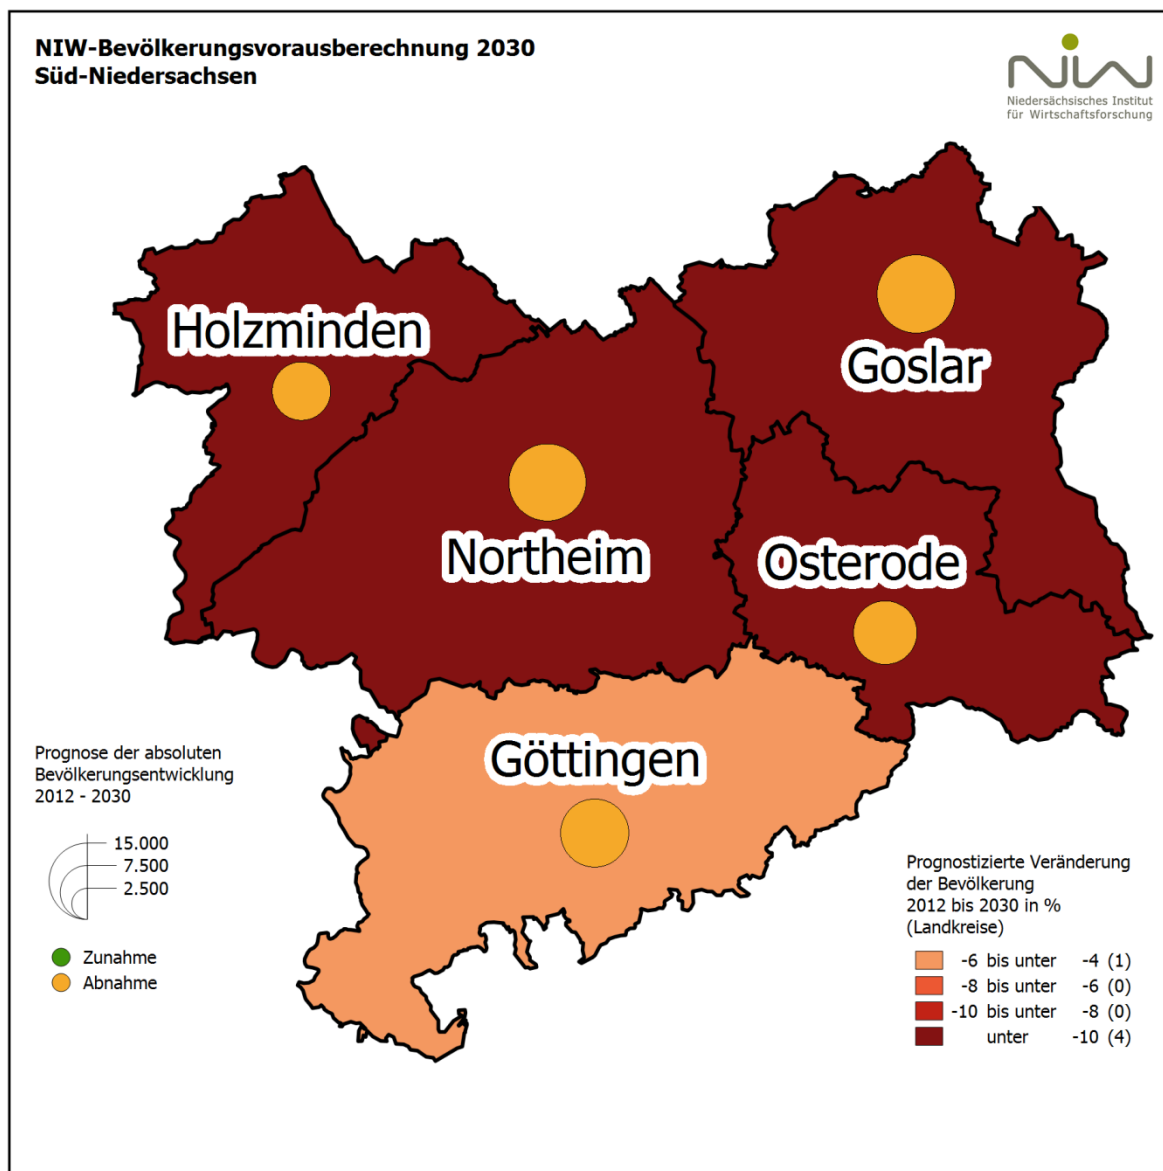 NIW-Bevölkerungsvorausberechnung 2030
Süd-Niedersachsen
NIW
Niedersächsisches Institut
für Wirtschaftsforschung
Holzminden
Goslar
Northeim
Osterode
Göttingen
Prognose der absoluten
Bevölkerungsentwicklung
2012 - 2030
15.000
7.500
2.500
Zunahme
Abnahme
Prognostizierte Veränderung
der Bevölkerung
2012 bis 2030 in %
(Landkreise)
-6 bis unter -4 (1)
-8 bis unter -6 (0)
-10 bis unter -8 (0)
unter -10 (4)